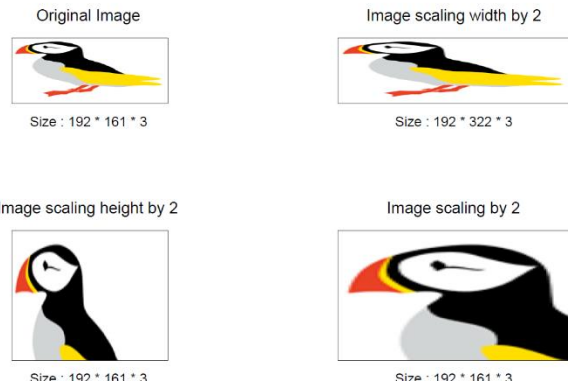 Original Image
Image scaling width by 2
Size : 192 * 161 * 3
Size : 192 * 322 * 3
Image scaling height by 2
Image scaling by 2
Size : 192 * 161 * 3
Size : 192 * 161 * 3